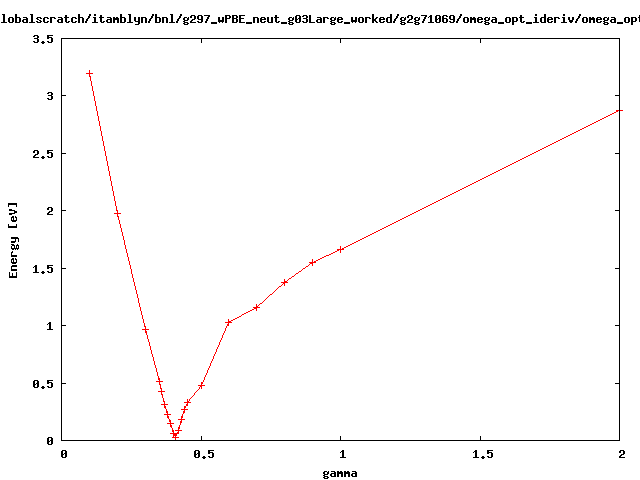 lobalscratch/itamblyn/bnl/g297_wPBE_neut_g03Large_worked/g2g71069/omega_opt_ideriv/omega_opt
3.5
3
2.5
2
1.5
1
0.5
0
Energy [eV]
0 0.5 1 1.5 2
gamma